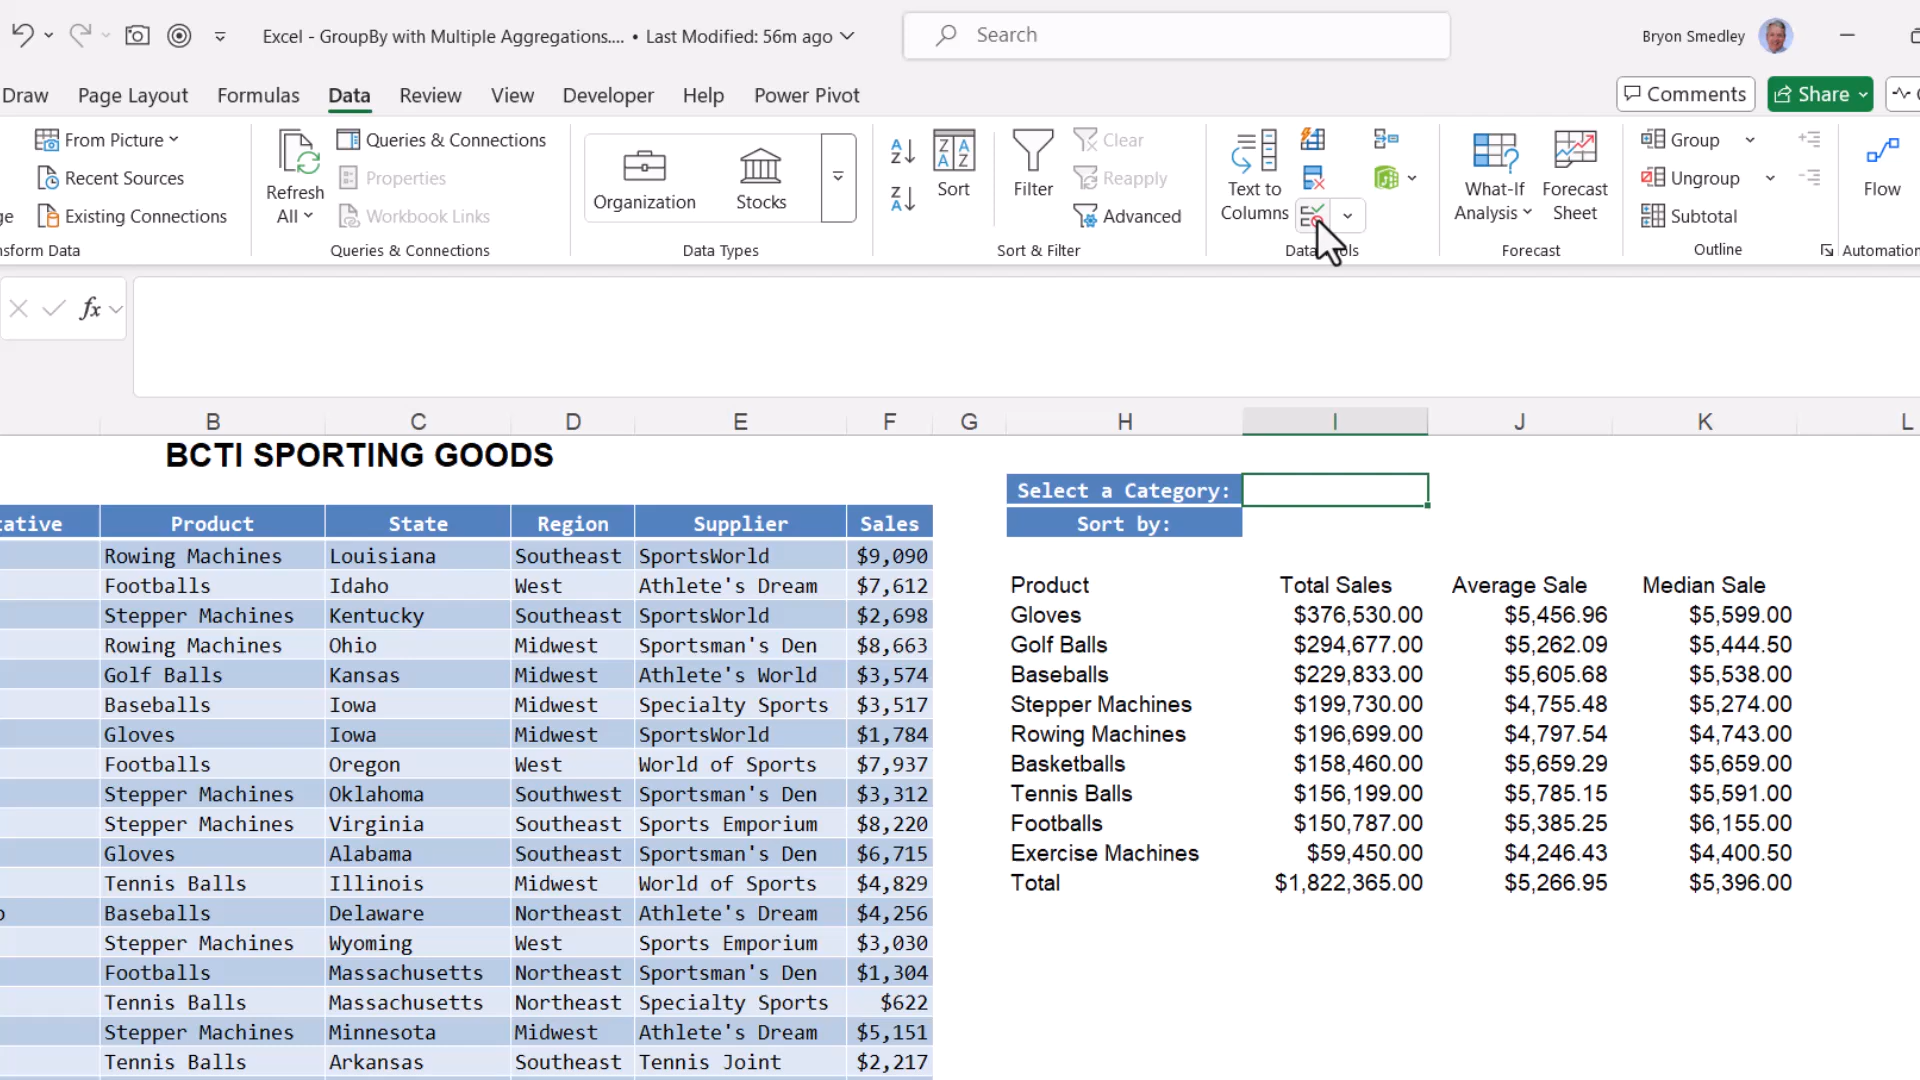 Excel - GroupBy with Multiple Aggregations.... • Last Modified: 56m ago
Search
Bryon Smedley
Draw Page Layout Formulas Data Review View Developer Help Power Pivot
Comments Share
From Picture
Recent Sources
Existing Connections
Refresh All
Queries & Connections
Properties
Workbook Links
Queries & Connections
Organization Stocks
Data Types
Sort
Filter
Clear
Reapply
Advanced
Sort & Filter
Text to Columns
What-If Analysis
Forecast Sheet
Forecast
Group
Ungroup
Subtotal
Outline
Flow
Automation
fx
B C D E F G H I J K L
BCTI SPORTING GOODS
Product State Region Supplier Sales
Rowing Machines Louisiana Southeast SportsWorld $9,090
Footballs Idaho West Athlete's Dream $7,612
Stepper Machines Kentucky Southeast SportsWorld $2,698
Rowing Machines Ohio Midwest Sportsman's Den $8,663
Golf Balls Kansas Midwest Athlete's World $3,574
Baseballs Iowa Midwest Specialty Sports $3,517
Gloves Iowa Midwest SportsWorld $1,784
Footballs Oregon West World of Sports $7,937
Stepper Machines Oklahoma Southwest Sportsman's Den $3,312
Stepper Machines Virginia Southeast Sports Emporium $8,220
Gloves Alabama Southeast Sportsman's Den $6,715
Tennis Balls Illinois Midwest World of Sports $4,829
Baseballs Delaware Northeast Athlete's Dream $4,256
Stepper Machines Wyoming West Sports Emporium $3,030
Footballs Massachusetts Northeast Sportsman's Den $1,304
Tennis Balls Massachusetts Northeast Specialty Sports $622
Stepper Machines Minnesota Midwest Athlete's Dream $5,151
Tennis Balls Arkansas Southeast Tennis Joint $2,217
Select a Category:
Sort by:
Product Total Sales Average Sale Median Sale
Gloves $376,530.00 $5,456.96 $5,599.00
Golf Balls $294,677.00 $5,262.09 $5,444.50
Baseballs $229,833.00 $5,605.68 $5,538.00
Stepper Machines $199,730.00 $4,755.48 $5,274.00
Rowing Machines $196,699.00 $4,797.54 $4,743.00
Basketballs $158,460.00 $5,659.29 $5,659.00
Tennis Balls $156,199.00 $5,785.15 $5,591.00
Footballs $150,787.00 $5,385.25 $6,155.00
Exercise Machines $59,450.00 $4,246.43 $4,400.50
Total $1,822,365.00 $5,266.95 $5,396.00